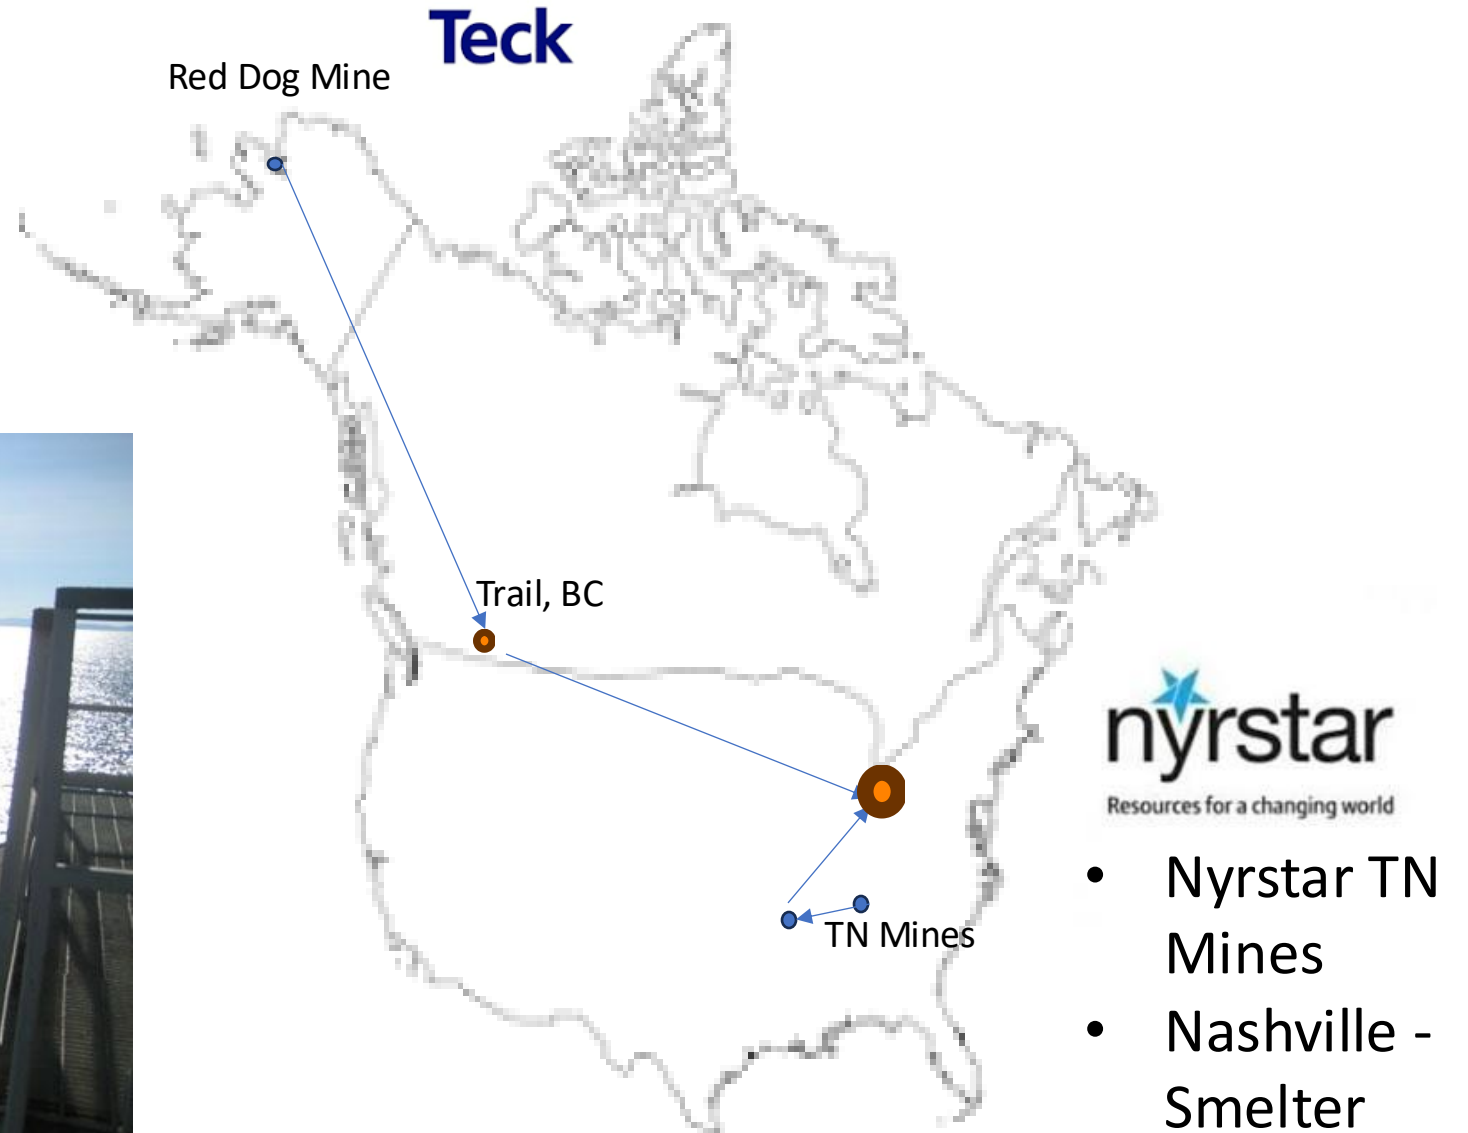 Teck
Red Dog Mine
Trail, BC
nyrstar
Resources for a changing world
• Nyrstar TN
Mines
TN Mines
• Nashville -
Smelter